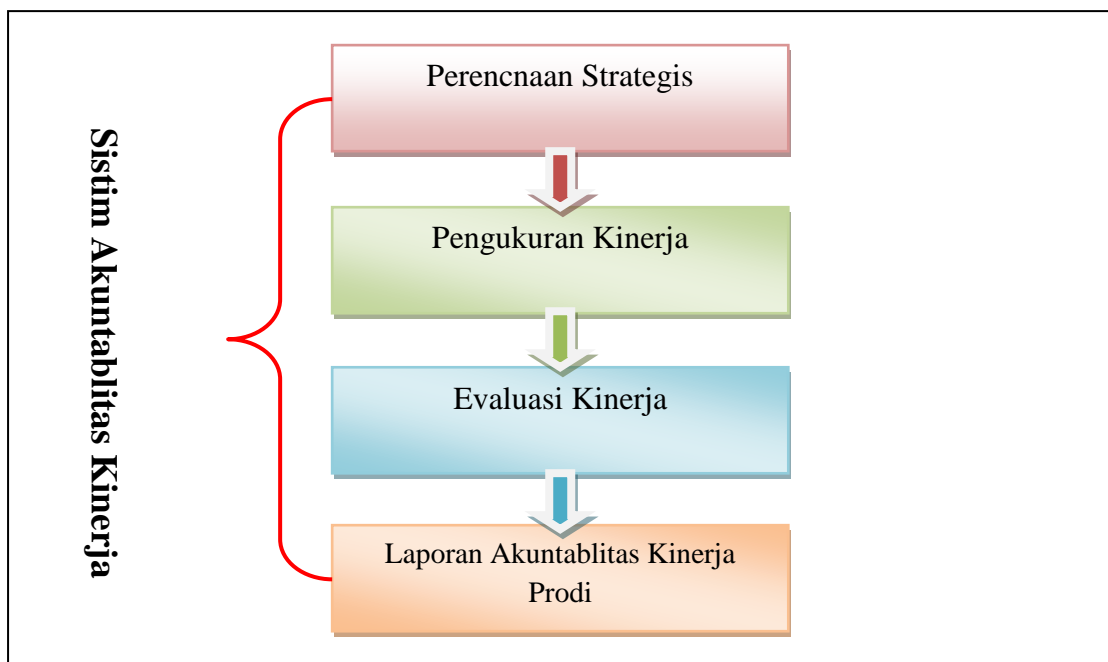 Sistim Akuntablitas Kinerja
Perencnaan Strategis
Pengukuran Kinerja
Evaluasi Kinerja
Laporan Akuntablitas Kinerja
Prodi